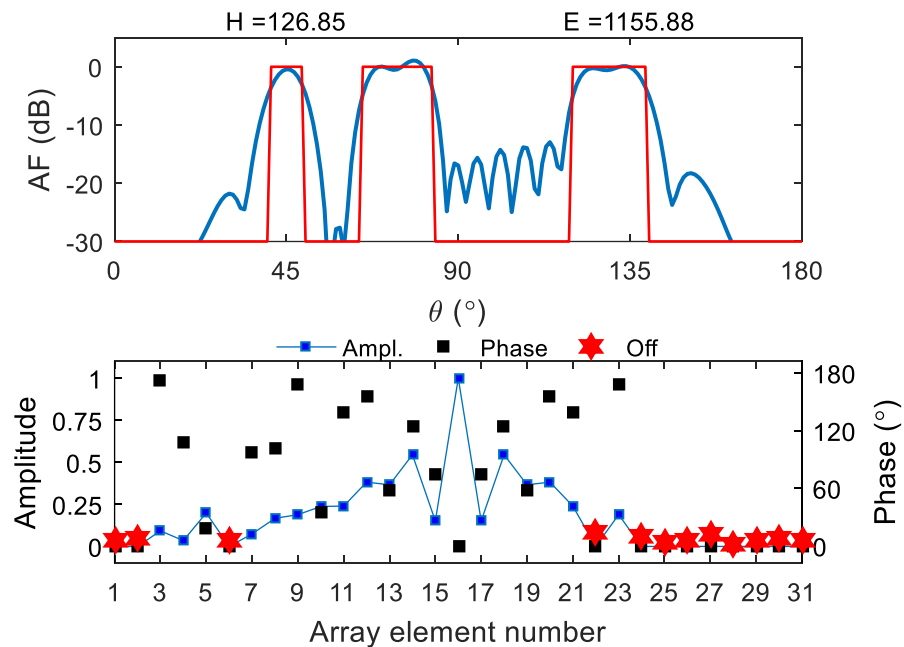 H =126.85 E =1155.88
0
-10
-20
-30
AF (dB)
0 45 90 135 180
θ (°)
Ampl. Phase Off
1
0.75
0.5
0.25
0
Amplitude
180
120
60
0
Phase (°)
1 3 5 7 9 11 13 15 17 19 21 23 25 27 29 31
Array element number